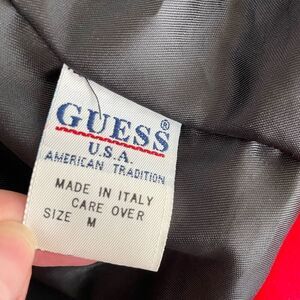 GUESS®
U.S.A.
AMERICAN TRADITION
MADE IN ITALY
CARE OVER
SIZE M